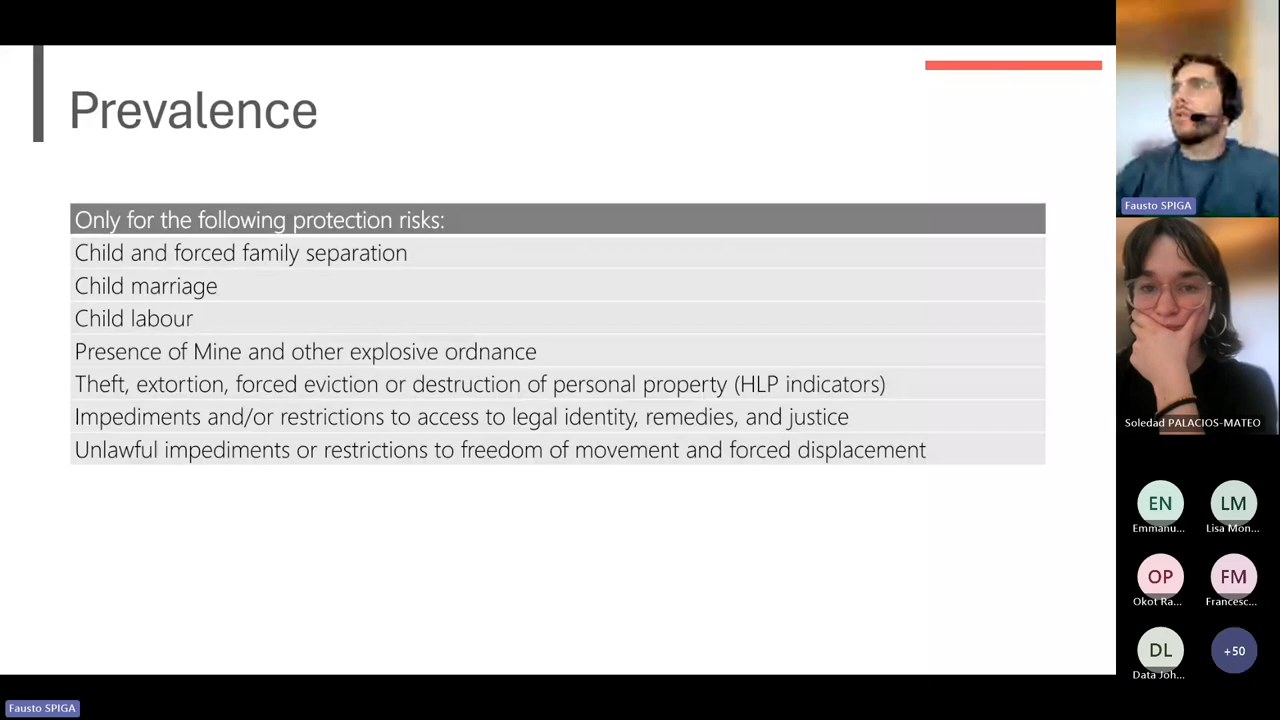 Prevalence
Only for the following protection risks:
Child and forced family separation
Child marriage
Child labour
Presence of Mine and other explosive ordnance
Theft, extortion, forced eviction or destruction of personal property (HLP indicators)
Impediments and/or restrictions to access to legal identity, remedies, and justice
Unlawful impediments or restrictions to freedom of movement and forced displacement
Fausto SPIGA
Soledad PALACIOS-MATEO
EN
LM
Emmanu...
Lisa Mon...
OP
FM
Okot Ra...
Francesc...
DL
+50
Data Joh...
Fausto SPIGA